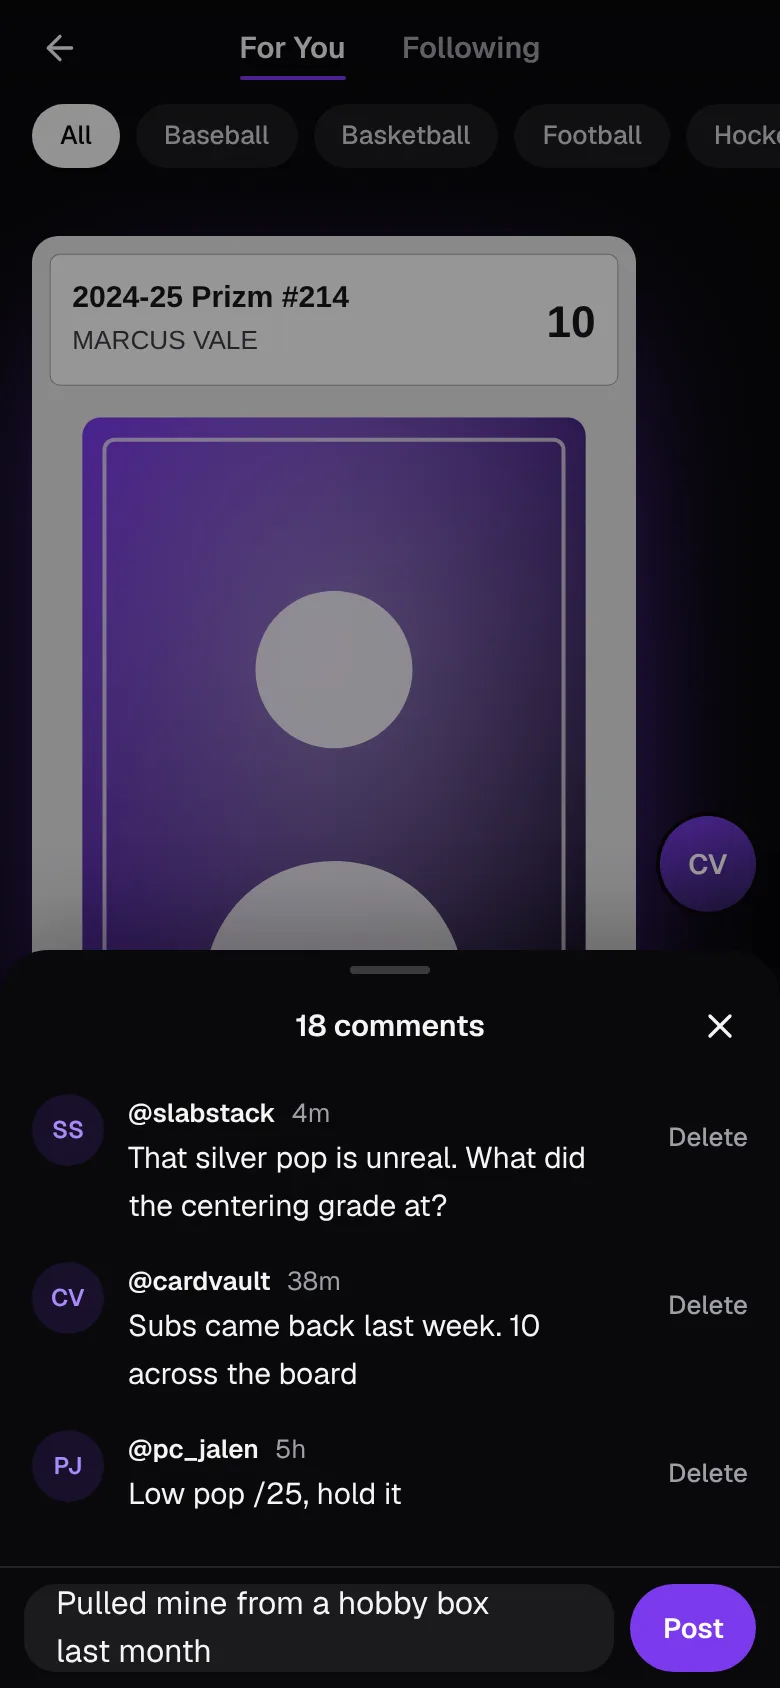 For You
Following
All
Baseball
Basketball
Football
Hock
2024-25 Prizm #214
MARCUS VALE
10
CV
18 comments
SS
@slabstack 4m
Delete
That silver pop is unreal. What did
the centering grade at?
CV
@cardvault 38m
Delete
Subs came back last week. 10
across the board
PJ
@pc_jalen 5h
Delete
Low pop /25, hold it
Pulled mine from a hobby box
last month
Post